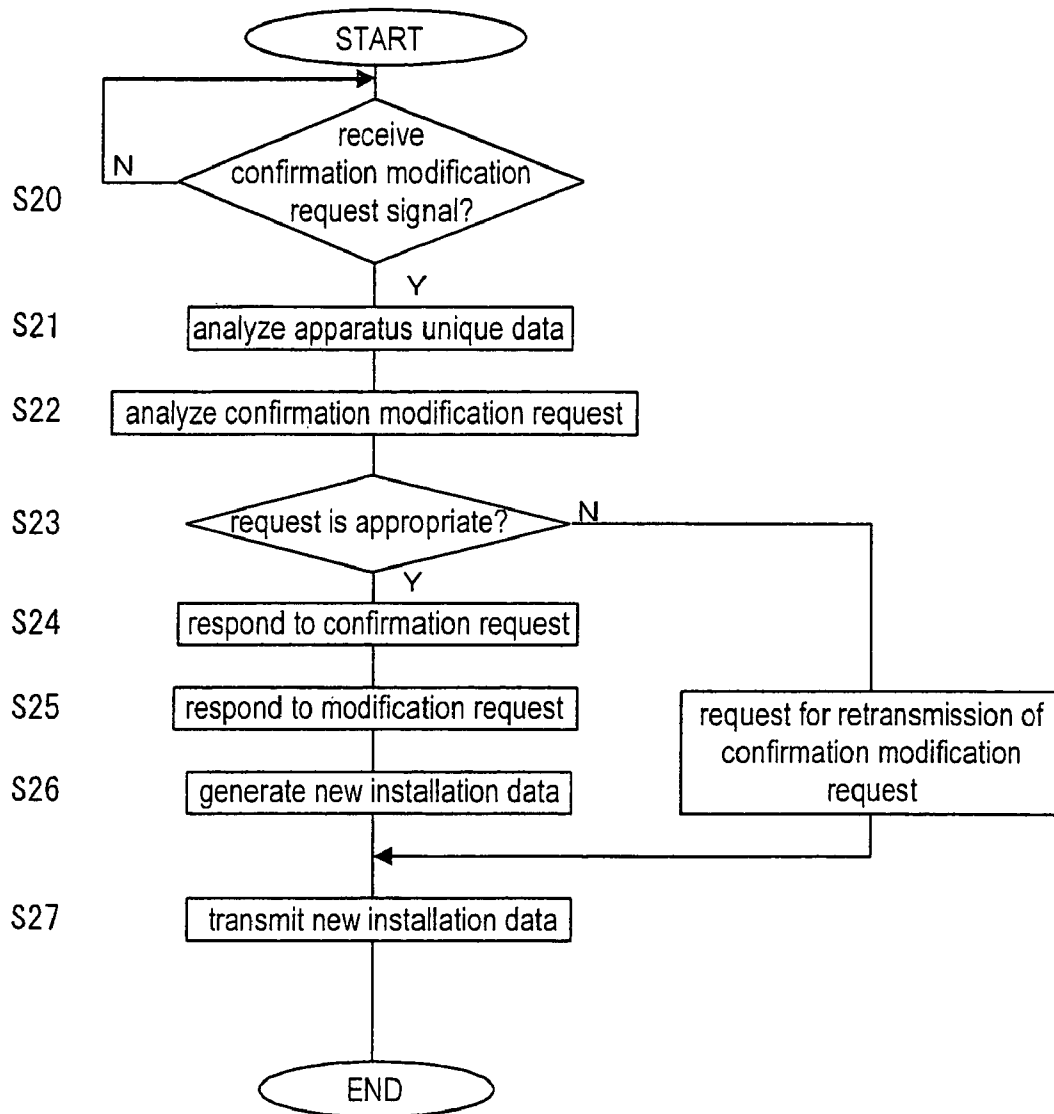 START
receive
confirmation modification
request signal?
N
S20
Y
S21
analyze apparatus unique data
S22
analyze confirmation modification request
S23
request is appropriate?
N
Y
S24
respond to confirmation request
S25
respond to modification request
request for retransmission of
confirmation modification
request
S26
generate new installation data
S27
transmit new installation data
END